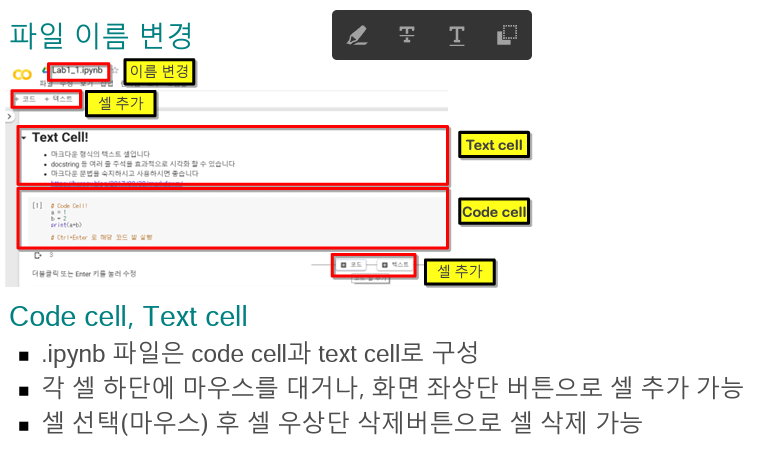 파일 이름 변경
Lab1_1.ipynb
이름 변경
+ 코드 + 텍스트
셀 추가
Text Cell!
마크다운 형식의 텍스트 셀입니다
docstring 등 여러 줄 주석을 효과적으로 시각화 할 수 있습니다
마크다운 문법을 숙지하시고 사용하시면 좋습니다
Text cell
[1] # Code Cell!
a = 1
b = 2
print(a+b)
# Ctrl+Enter 로 해당 코드 셀 실행
Code cell
3
코드 텍스트
셀 추가
더블클릭 또는 Enter 키를 눌러 수정
Code cell, Text cell
.ipynb 파일은 code cell과 text cell로 구성
각 셀 하단에 마우스를 대거나, 화면 좌상단 버튼으로 셀 추가 가능
셀 선택(마우스) 후 셀 우상단 삭제버튼으로 셀 삭제 가능